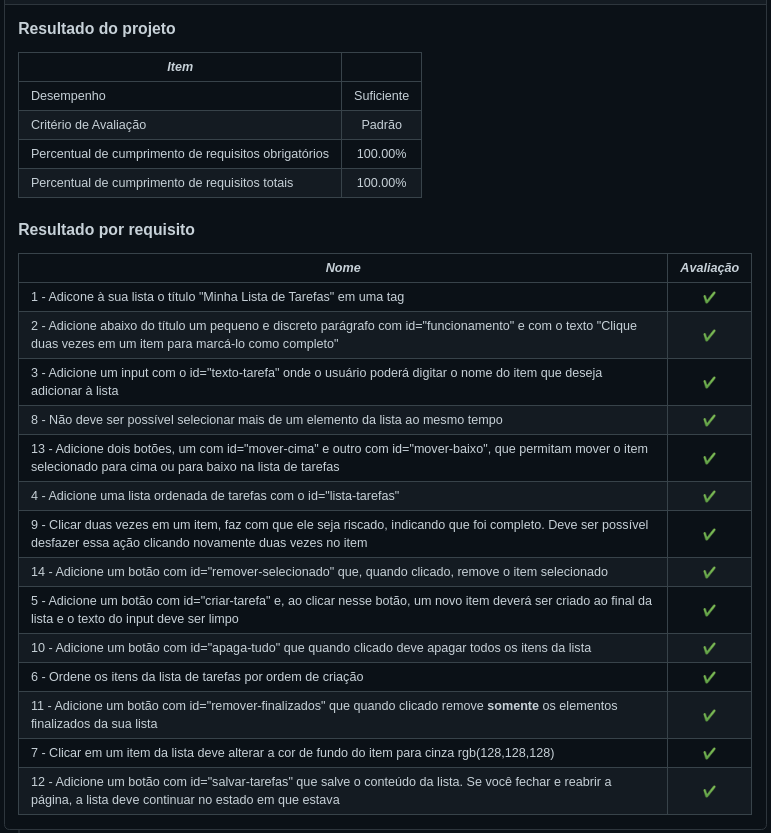 Resultado do projeto
Item
Desempenho Suficiente
Critério de Avaliação Padrão
Percentual de cumprimento de requisitos obrigatórios 100.00%
Percentual de cumprimento de requisitos totais 100.00%
Resultado por requisito
Nome Avaliação
1 - Adicone à sua lista o título "Minha Lista de Tarefas" em uma tag
2 - Adicione abaixo do título um pequeno e discreto parágrafo com id="funcionamento" e com o texto "Clique
duas vezes em um item para marcá-lo como completo"
3 - Adicione um input com o id="texto-tarefa" onde o usuário poderá digitar o nome do item que deseja
adicionar à lista
8 - Não deve ser possível selecionar mais de um elemento da lista ao mesmo tempo
13 - Adicione dois botões, um com id="mover-cima" e outro com id="mover-baixo", que permitam mover o item
selecionado para cima ou para baixo na lista de tarefas
4 - Adicione uma lista ordenada de tarefas com o id="lista-tarefas"
9 - Clicar duas vezes em um item, faz com que ele seja riscado, indicando que foi completo. Deve ser possível
desfazer essa ação clicando novamente duas vezes no item
14 - Adicione um botão com id="remover-selecionado" que, quando clicado, remove o item selecionado
5 - Adicione um botão com id="criar-tarefa" e, ao clicar nesse botão, um novo item deverá ser criado ao final da
lista e o texto do input deve ser limpo
10 - Adicione um botão com id="apaga-tudo" que quando clicado deve apagar todos os itens da lista
6 - Ordene os itens da lista de tarefas por ordem de criação
11 - Adicione um botão com id="remover-finalizados" que quando clicado remove somente os elementos
finalizados da sua lista
7 - Clicar em um item da lista deve alterar a cor de fundo do item para cinza rgb(128,128,128)
12 - Adicione um botão com id="salvar-tarefas" que salve o conteúdo da lista. Se você fechar e reabrir a
página, a lista deve continuar no estado em que estava